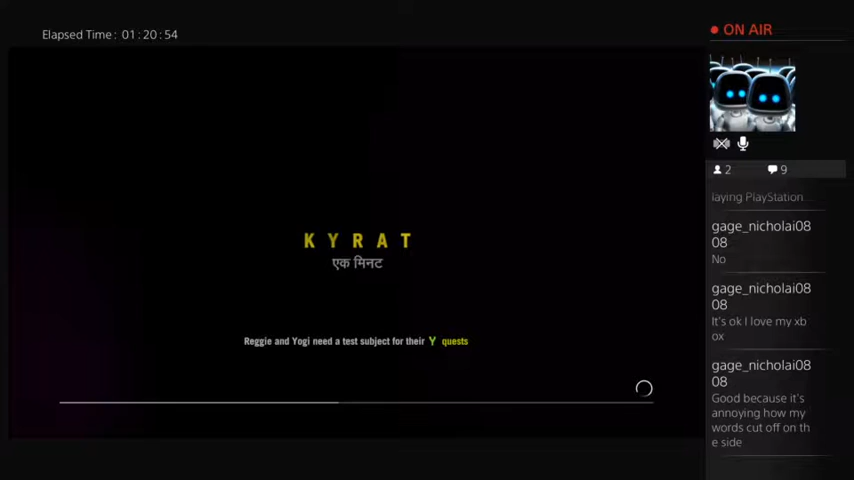 Elapsed Time : 01:20:54
ON AIR
2
9
laying PlayStation...
gage_nicholai08
08
No
gage_nicholai08
08
It's ok I love my xb
ox
gage_nicholai08
08
Good because it's
annoying how my
words cut off on th
e side
KYRAT
एक मिनट
Reggie and Yogi need a test subject for their Y quests